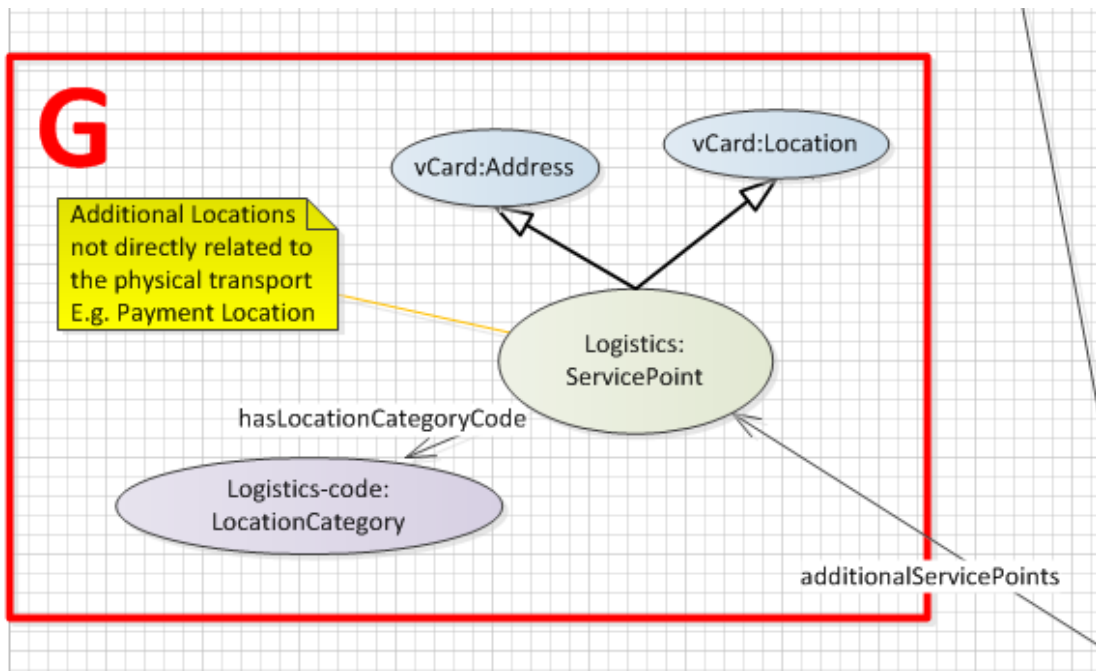 G
vCard:Address
vCard:Location
Additional Locations
not directly related to
the physical transport
E.g. Payment Location
Logistics:
ServicePoint
hasLocationCategoryCode
Logistics-code:
LocationCategory
additionalServicePoints